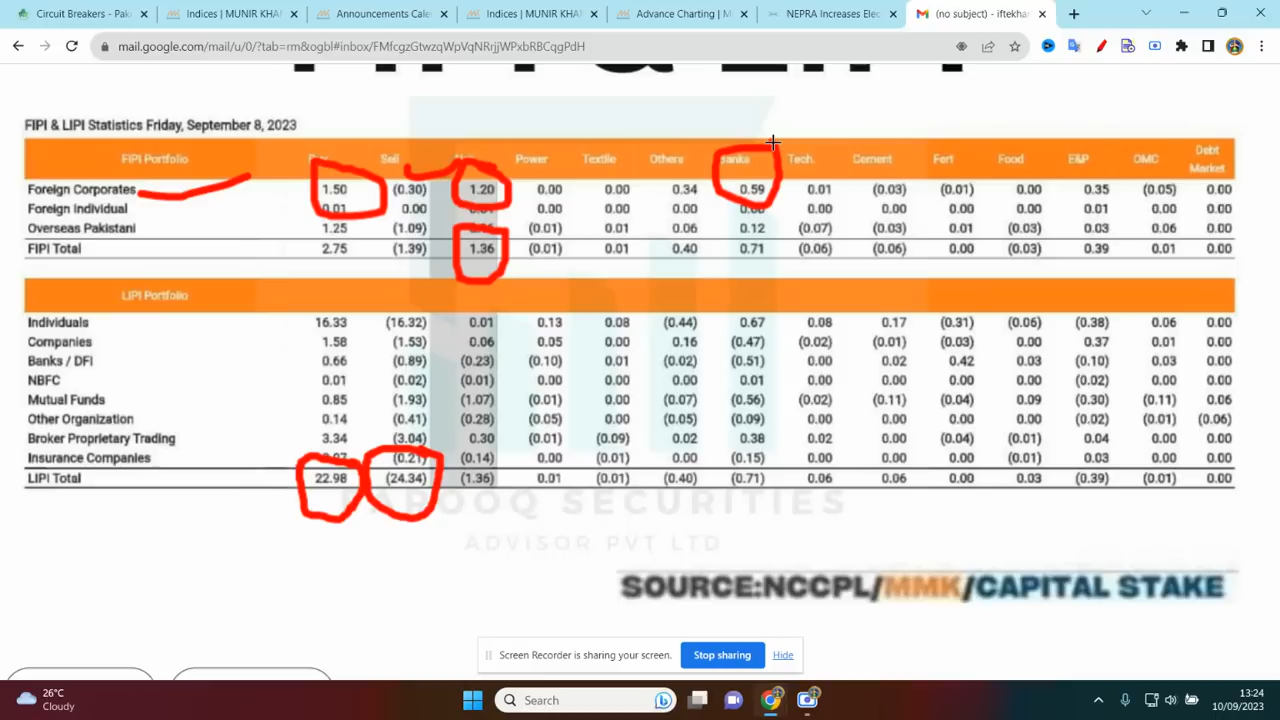 Circuit Breakers - Pak
Indices | MUNIR KHA
Announcements Cale
Indices | MUNIR KHA
Advance Charting | M
NEPRA Increases Elec
(no subject) - iftekha
mail.google.com/mail/u/0/?tab=rm&ogbl#inbox/FMfcgzGtwzqWpVqNRrjjWPxbRBCqgPdH
FIPI & LIPI Statistics Friday, September 8, 2023
FIPI Portfolio Sell Power Textile Others Banks Tech. Cement Fert Food E&P OMC Debt Market
Foreign Corporates 1.50 (0.30) 1.20 0.00 0.00 0.34 0.59 0.01 (0.03) (0.01) 0.00 0.35 (0.05) 0.00
Foreign Individual 0.01 0.00 0.01 0.00 0.00 0.00 0.00 0.00 0.00 0.00 0.00 0.00 0.00 0.00
Overseas Pakistani 1.25 (1.09) (0.01) 0.01 0.06 0.12 (0.07) (0.03) 0.01 (0.03) 0.03 0.06 0.00
FIPI Total 2.75 (1.39) 1.36 (0.01) 0.01 0.40 0.71 (0.06) (0.06) 0.00 (0.03) 0.39 0.01 0.00
LIPI Portfolio
Individuals 16.33 (16.32) 0.01 0.13 0.08 (0.44) 0.67 0.08 0.17 (0.31) (0.06) (0.38) 0.06 0.00
Companies 1.58 (1.53) 0.06 0.05 0.00 0.16 (0.47) (0.02) (0.01) (0.03) 0.00 0.37 0.01 0.00
Banks / DFI 0.66 (0.89) (0.23) (0.10) 0.01 (0.02) (0.51) 0.00 0.02 0.42 0.03 (0.10) 0.03 0.00
NBFC 0.01 (0.02) (0.01) 0.00 0.00 0.00 0.01 0.00 0.00 0.00 0.00 (0.02) 0.00 0.00
Mutual Funds 0.85 (1.93) (1.07) (0.01) 0.00 (0.07) (0.56) (0.02) (0.11) (0.04) 0.09 (0.30) (0.11) 0.06
Other Organization 0.14 (0.41) (0.28) (0.05) 0.00 (0.05) (0.09) 0.00 0.00 0.00 0.00 (0.02) (0.01) (0.06)
Broker Proprietary Trading 3.34 (3.04) 0.30 (0.01) (0.09) 0.02 0.38 0.02 0.00 (0.04) (0.01) 0.04 0.00 0.00
Insurance Companies (0.21) (0.14) 0.00 (0.01) 0.00 (0.15) 0.00 0.00 0.00 (0.01) 0.03 0.00 0.00
LIPI Total 22.98 (24.34) (1.36) 0.01 (0.01) (0.40) (0.71) 0.06 0.06 0.00 0.03 (0.39) (0.01) 0.00
FAROOQ SECURITIES
ADVISOR PVT LTD
SOURCE:NCCPL/MMK/CAPITAL STAKE
Screen Recorder is sharing your screen. Stop sharing Hide
26°C
Cloudy
Search
13:24
10/09/2023